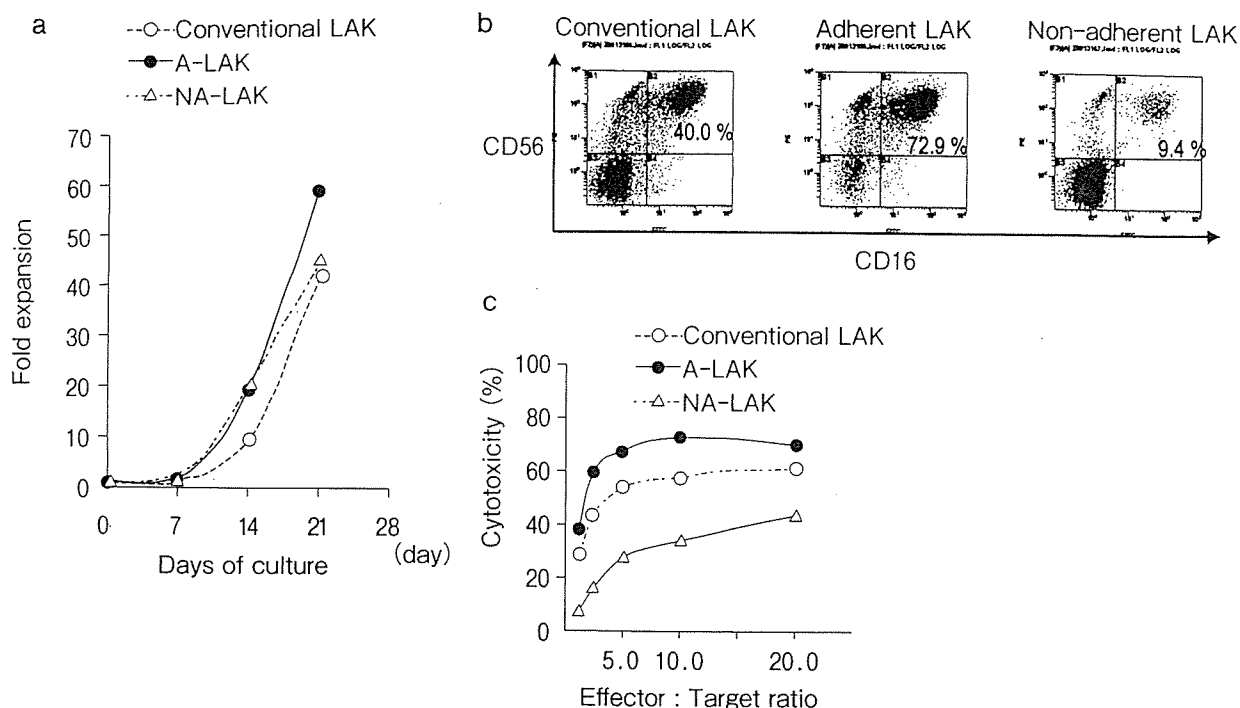 a
Conventional LAK
A-LAK
NA-LAK
70
60
50
40
30
20
10
0
Fold expansion
0 7 14 21 28
(day)
Days of culture
b
Conventional LAK
Adherent LAK
Non-adherent LAK
CD56
40.0 %
72.9 %
9.4 %
CD16
c
Conventional LAK
A-LAK
NA-LAK
100
80
60
40
20
0
Cytotoxicity (%)
5.0 10.0 20.0
Effector : Target ratio